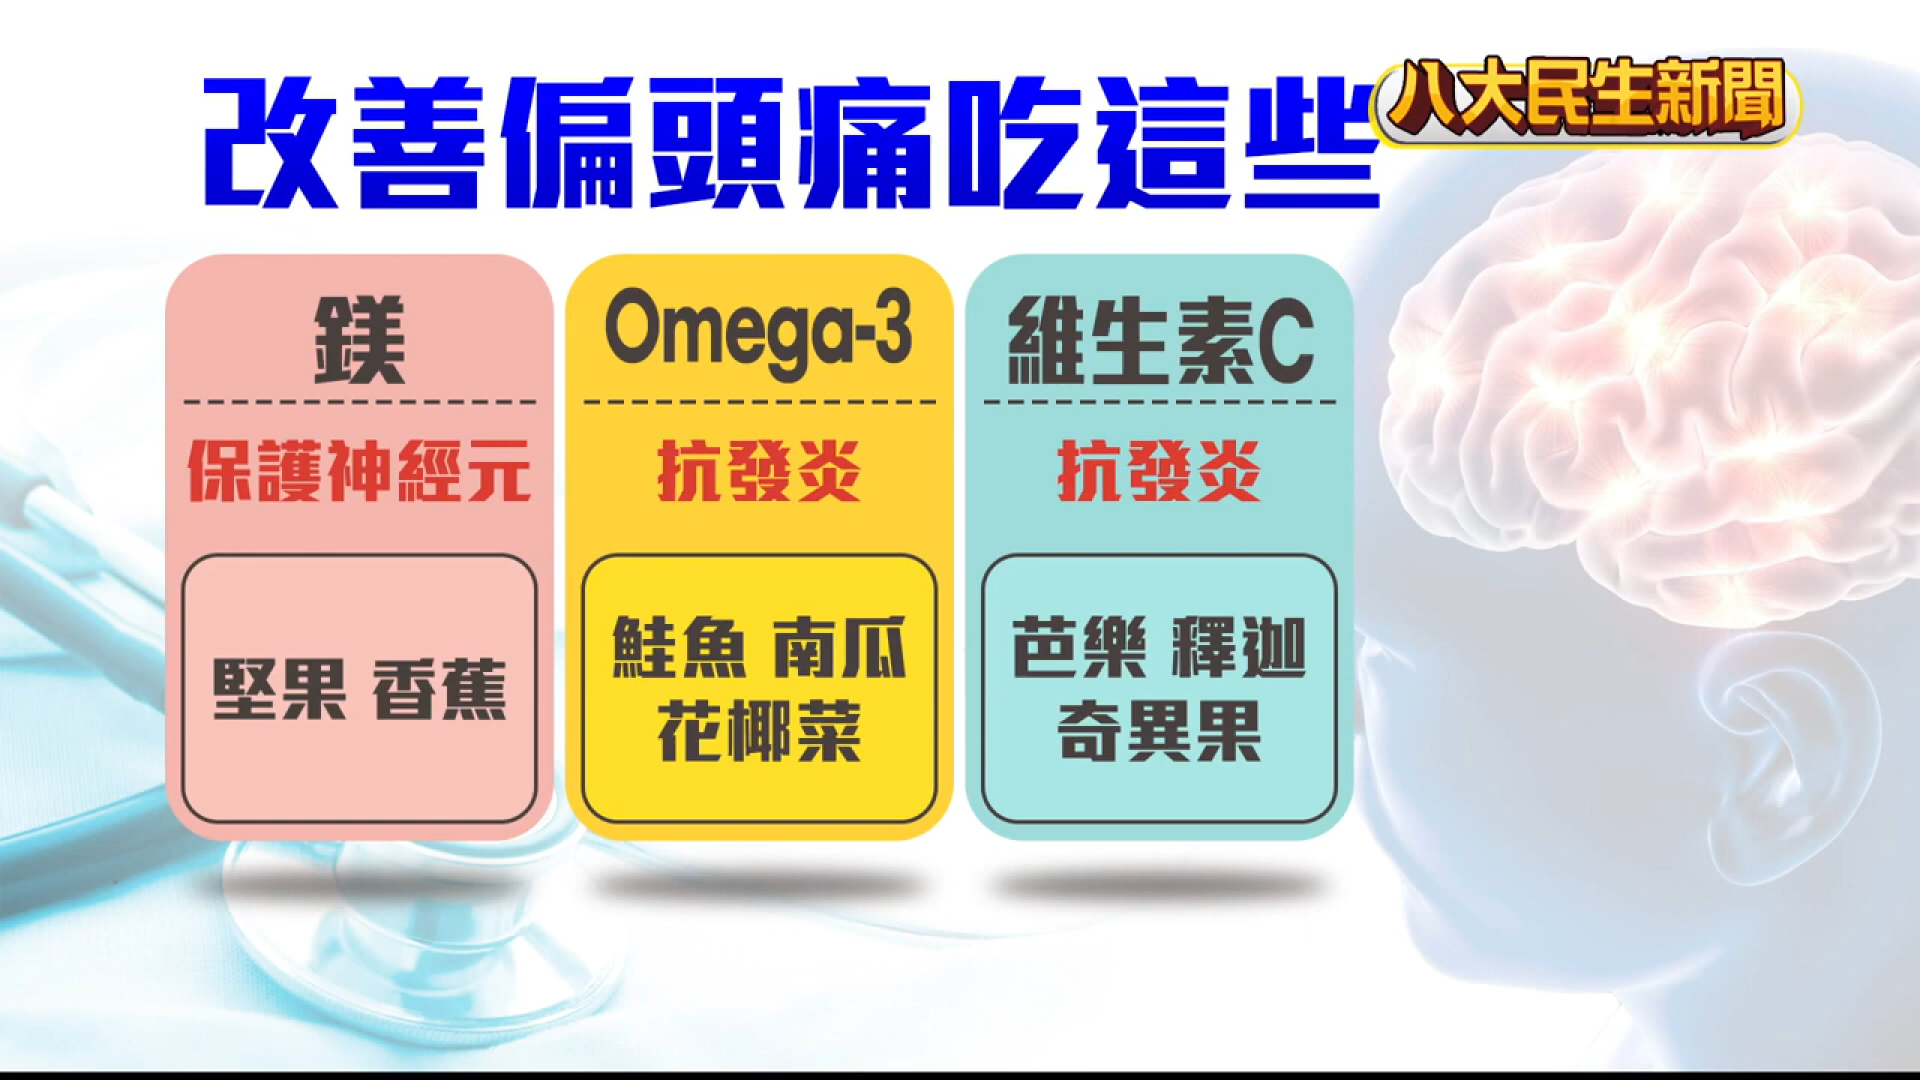 改善偏頭痛吃這些
八大民生新聞
鎂
保護神經元
堅果 香蕉
Omega-3
抗發炎
鮭魚 南瓜
花椰菜
維生素C
抗發炎
芭樂 釋迦
奇異果